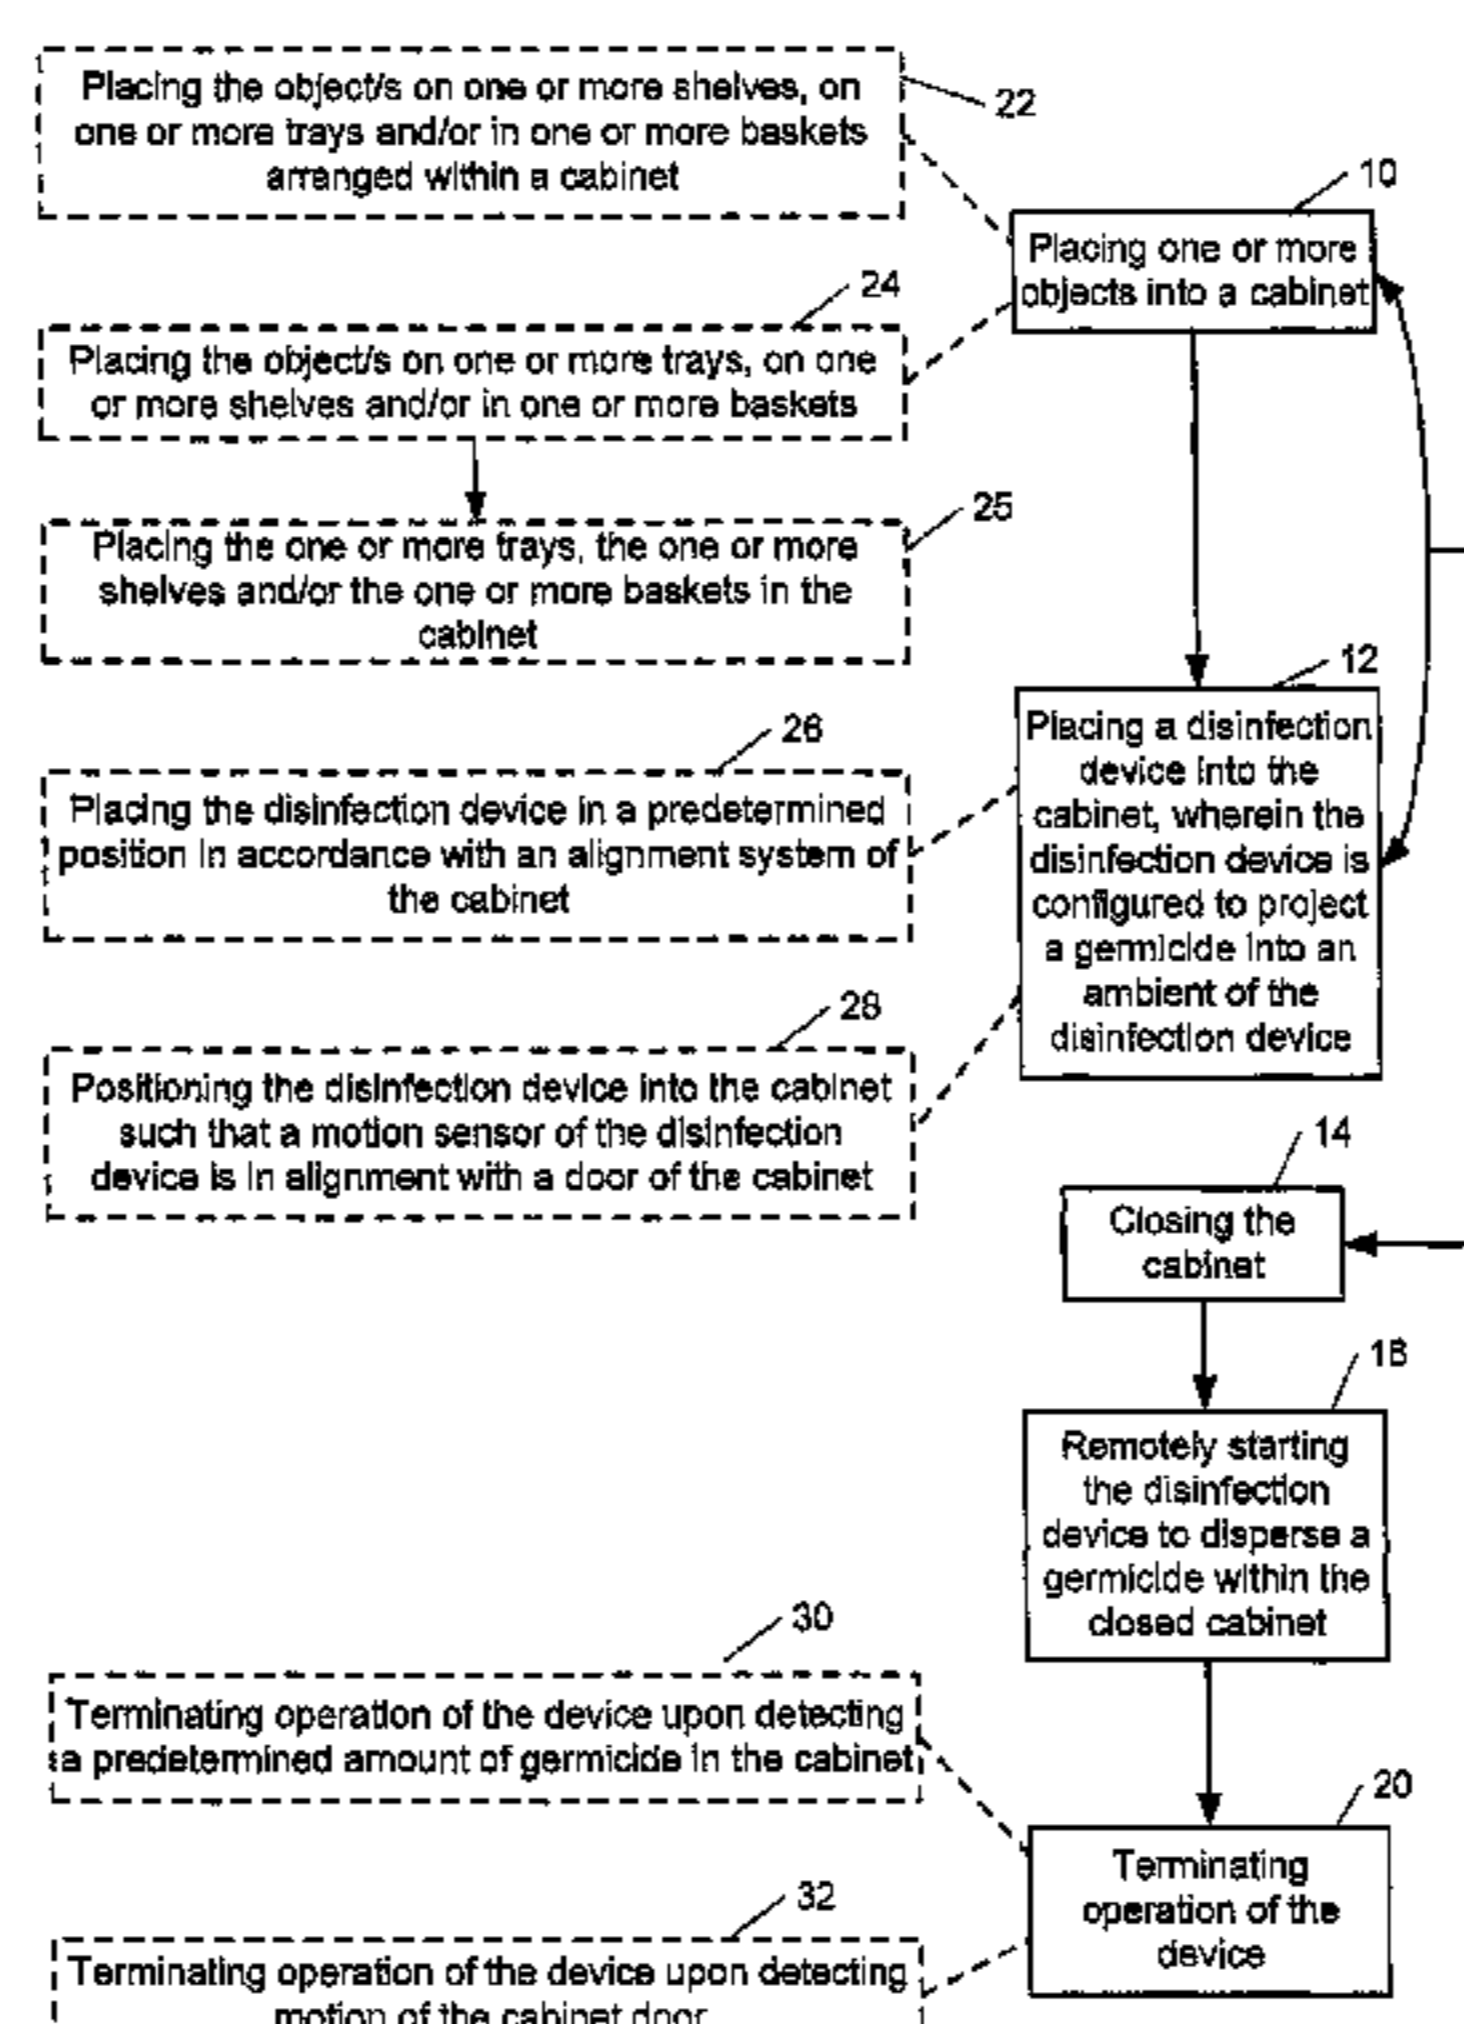 Placing the object/s on one or more shelves, on
one or more trays and/or in one or more baskets
arranged within a cabinet
22
10
Placing one or more
objects into a cabinet
24
Placing the object/s on one or more trays, on one
or more shelves and/or in one or more baskets
25
Placing the one or more trays, the one or more
shelves and/or the one or more baskets in the
cabinet
12
Placing a disinfection
device into the
cabinet, wherein the
disinfection device is
configured to project
a germicide into an
ambient of the
disinfection device
26
Placing the disinfection device in a predetermined
position in accordance with an alignment system of
the cabinet
28
Positioning the disinfection device into the cabinet
such that a motion sensor of the disinfection
device is in alignment with a door of the cabinet
14
Closing the
cabinet
18
Remotely starting
the disinfection
device to disperse a
germicide within the
closed cabinet
30
Terminating operation of the device upon detecting
a predetermined amount of germicide in the cabinet
20
Terminating
operation of the
device
32
Terminating operation of the device upon detecting
motion of the cabinet door